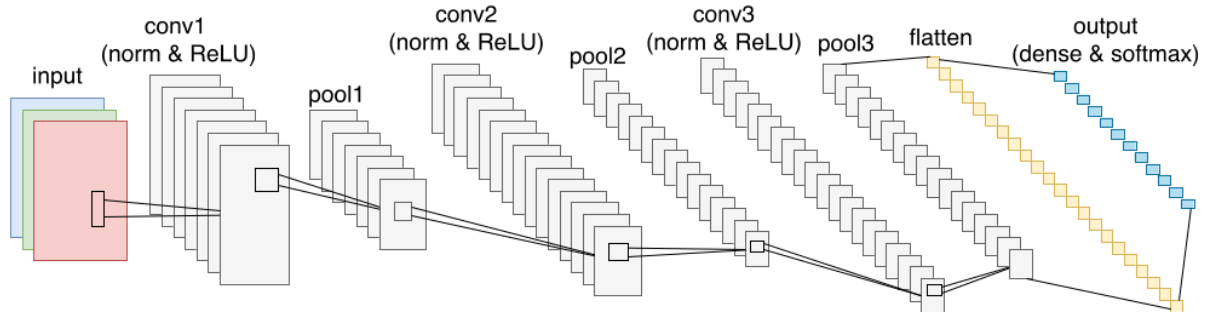 input
conv1
(norm & ReLU)
pool1
conv2
(norm & ReLU)
pool2
conv3
(norm & ReLU)
pool3
flatten
output
(dense & softmax)